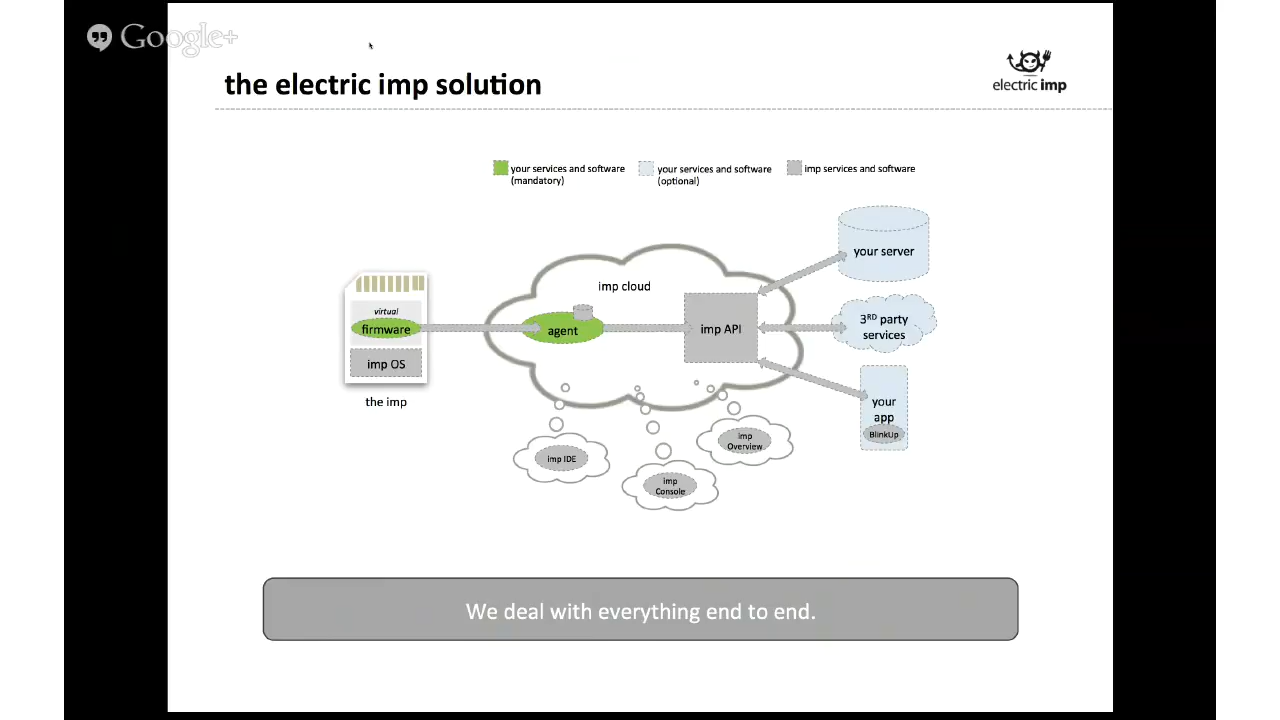 Google+
the electric imp solution
electric imp
your services and software
(mandatory)
your services and software
(optional)
imp services and software
your server
imp cloud
virtual
firmware
agent
imp API
3RD party
services
imp OS
the imp
your
app
BlinkUp
imp
Overview
imp IDE
imp
Console
We deal with everything end to end.